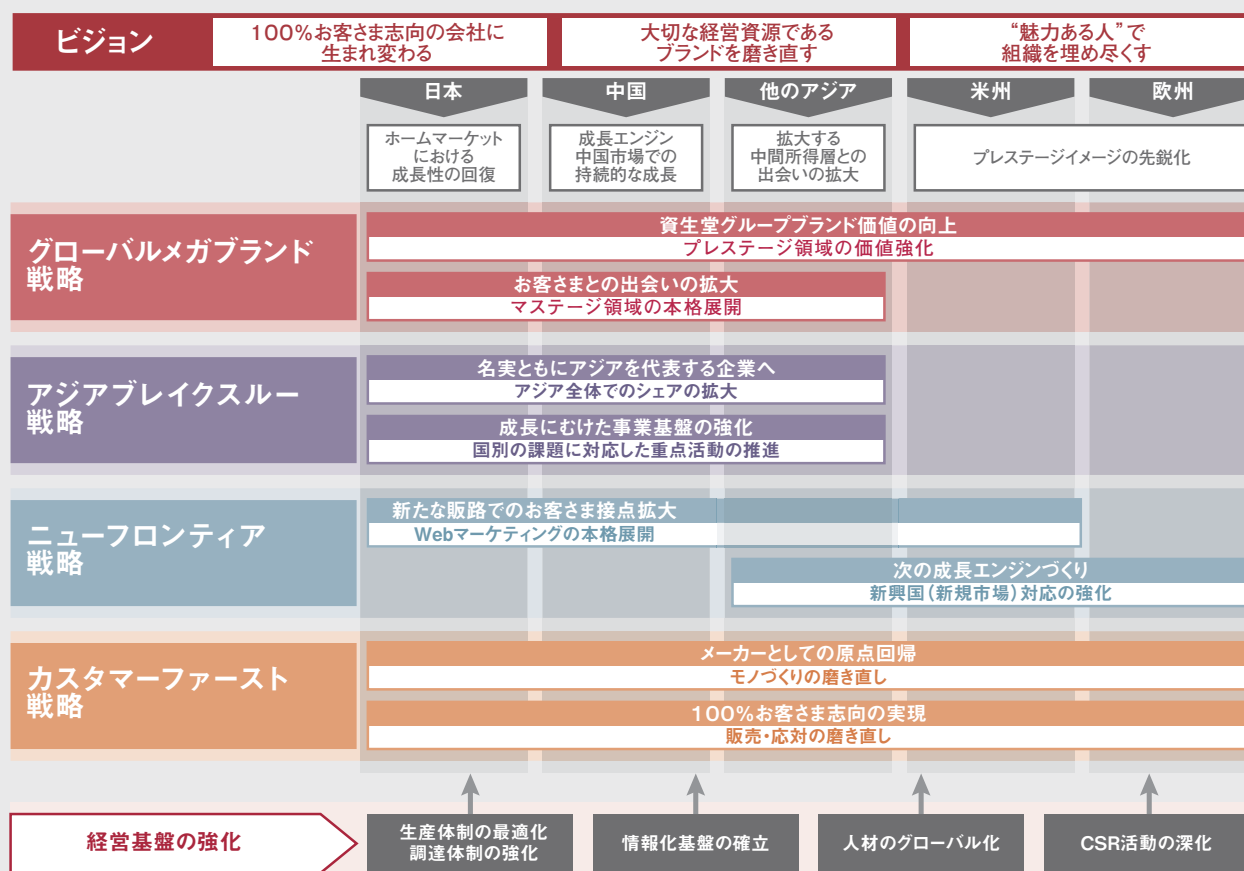 ビジョン
100%お客さま志向の会社に
生まれ変わる
大切な経営資源である
ブランドを磨き直す
“魅力ある人”で
組織を埋め尽くす
日本
中国
他のアジア
米州
欧州
ホームマーケット
における
成長性の回復
成長エンジン
中国市場での
持続的な成長
拡大する
中間所得層との
出会いの拡大
プレステージイメージの先鋭化
グローバルメガブランド
戦略
資生堂グループブランド価値の向上
プレステージ領域の価値強化
お客さまとの出会いの拡大
マステージ領域の本格展開
アジアブレイクスルー
戦略
名実ともにアジアを代表する企業へ
アジア全体でのシェアの拡大
成長にむけた事業基盤の強化
国別の課題に対応した重点活動の推進
ニューフロンティア
戦略
新たな販路でのお客さま接点拡大
Webマーケティングの本格展開
次の成長エンジンづくり
新興国(新規市場)対応の強化
カスタマーファースト
戦略
メーカーとしての原点回帰
モノづくりの磨き直し
100%お客さま志向の実現
販売・応対の磨き直し
経営基盤の強化
生産体制の最適化
調達体制の強化
情報化基盤の確立
人材のグローバル化
CSR活動の深化